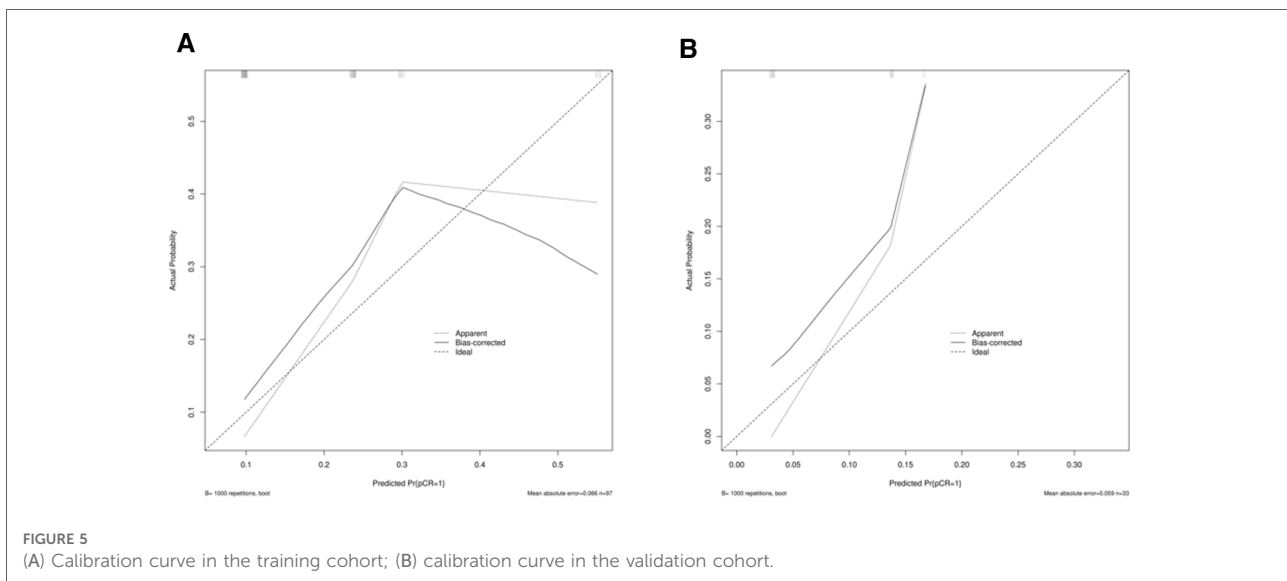 A
0.5
0.4
0.3
0.2
0.1
Actual Probability
Apparent
Bias-corrected
Ideal
0.1 0.2 0.3 0.4 0.5
Predicted Pr{pCR=1}
B= 1000 repetitions, boot
Mean absolute error=0.066 n=97
B
0.30
0.25
0.20
0.15
0.10
0.05
0.00
Actual Probability
Apparent
Bias-corrected
Ideal
0.00 0.05 0.10 0.15 0.20 0.25 0.30
Predicted Pr{pCR=1}
B= 1000 repetitions, boot
Mean absolute error=0.059 n=33
FIGURE 5
(A) Calibration curve in the training cohort; (B) calibration curve in the validation cohort.